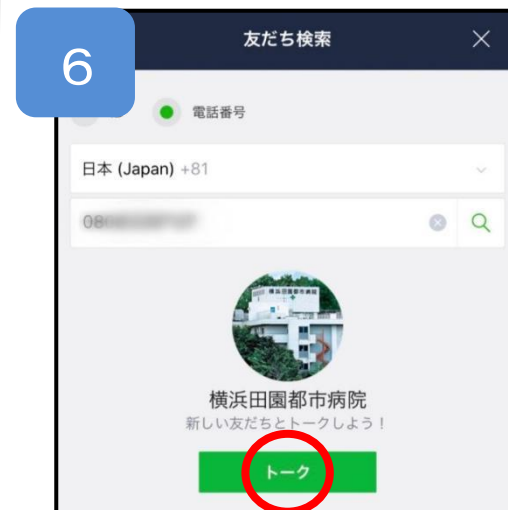 6
友だち検索
電話番号
日本 (Japan) +81
横浜田園都市病院
新しい友だちとトークしよう！
トーク